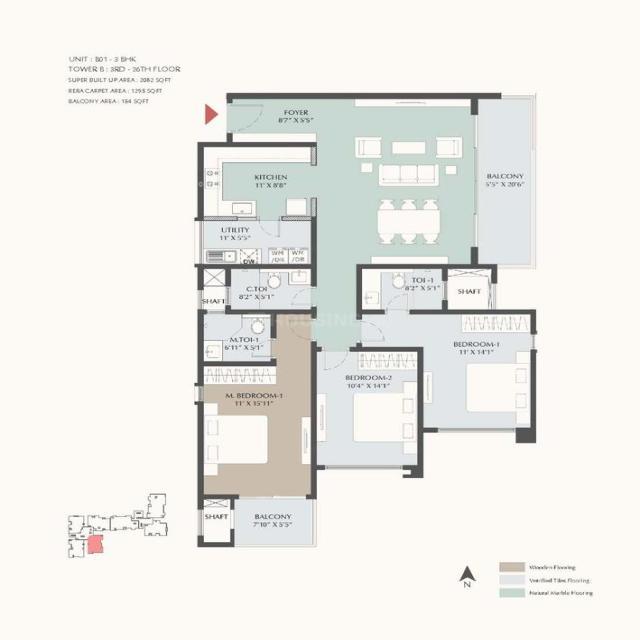 UNIT : B01 - 3 BHK
TOWER B : 3RD - 26TH FLOOR
SUPER BUILT UP AREA : 2082 SQFT
RERA CARPET AREA : 1295 SQFT
BALCONY AREA : 184 SQFT
FOYER
8'7" X 5'5"
KITCHEN
11' X 8'8"
BALCONY
5'5" X 20'6"
UTILITY
11' X 5'5"
DW
WM
/DR
WM
/DR
C.TOI
8'2" X 5'1"
TOI -1
8'2" X 5'1"
SHAFT
SHAFT
HOUSING
M.TOI-1
6'11" X 5'1"
BEDROOM-1
11' X 14'1"
BEDROOM-2
10'4" X 14'1"
M. BEDROOM-1
11' X 15'11"
SHAFT
BALCONY
7'10" X 5'5"
N
Wooden Flooring
Vetrified Tiles Flooring
Natural Marble Flooring